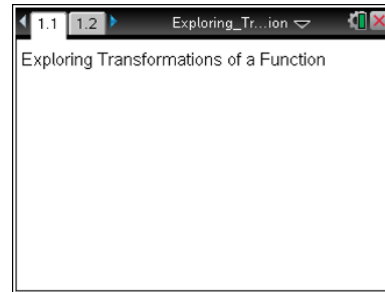 1.1 1.2 Exploring_Tr...ion
Exploring Transformations of a Function